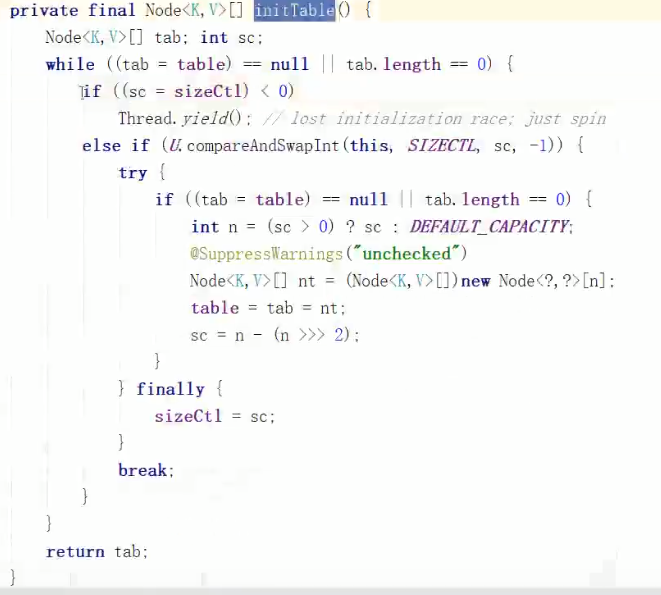 private final Node<K,V>[] initTable() {
    Node<K,V>[] tab; int sc;
    while ((tab = table) == null || tab.length == 0) {
        if ((sc = sizeCtl) < 0)
            Thread.yield(); // lost initialization race; just spin
        else if (U.compareAndSwapInt(this, SIZECTL, sc, -1)) {
            try {
                if ((tab = table) == null || tab.length == 0) {
                    int n = (sc > 0) ? sc : DEFAULT_CAPACITY;
                    @SuppressWarnings("unchecked")
                    Node<K,V>[] nt = (Node<K,V>[])new Node<?,?>[n];
                    table = tab = nt;
                    sc = n - (n >>> 2);
                }
            } finally {
                sizeCtl = sc;
            }
            break;
        }
    }
    return tab;
}